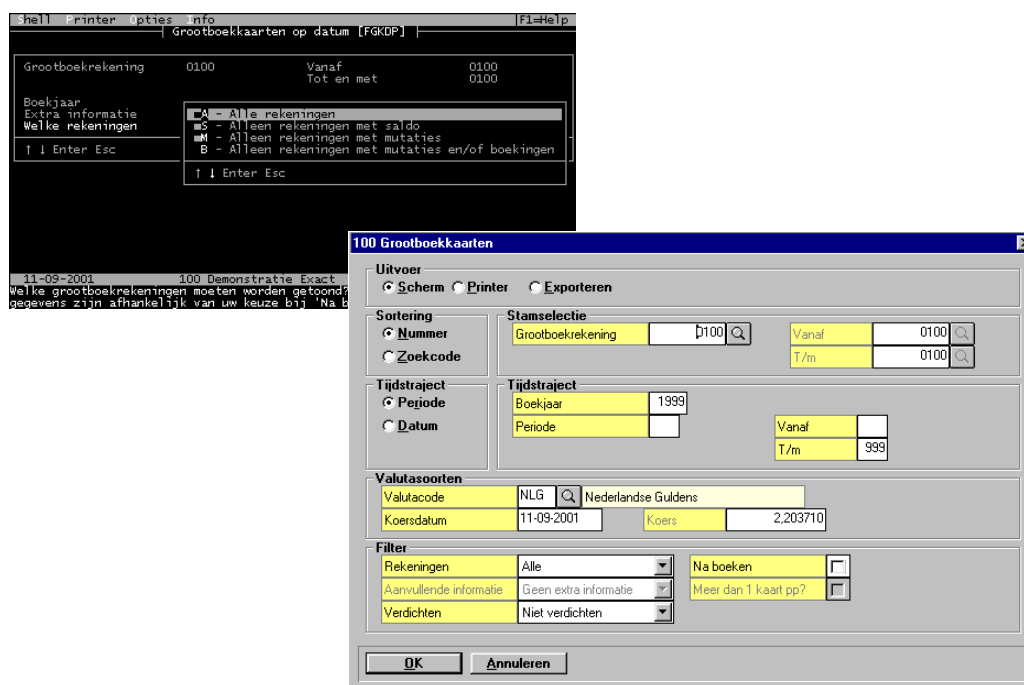 Shell Printer Opties Info F1=Help
Grootboekkaarten op datum [FGKDP]
Grootboekrekening 0100 Vanaf 0100
Tot en met 0100
Boekjaar
Extra informatie
Welke rekeningen
A - Alle rekeningen
S - Alleen rekeningen met saldo
M - Alleen rekeningen met mutaties
B - Alleen rekeningen met mutaties en/of boekingen
↑ ↓ Enter Esc
↑ ↓ Enter Esc
11-09-2001 100 Demonstratie Exact
Welke grootboekrekeningen moeten worden getoond?
gegevens zijn afhankelijk van uw keuze bij 'Na b
100 Grootboekkaarten
Uitvoer
Scherm Printer Exporteren
Sortering
Nummer
Zoekcode
Stamselectie
Grootboekrekening 0100 Vanaf 0100
T/m 0100
Tijdstraject
Periode
Datum
Tijdstraject
Boekjaar 1999
Periode Vanaf
T/m 999
Valutasoorten
Valutacode NLG Nederlandse Guldens
Koersdatum 11-09-2001 Koers 2,203710
Filter
Rekeningen Alle Na boeken
Aanvullende informatie Geen extra informatie Meer dan 1 kaart pp?
Verdichten Niet verdichten
OK Annuleren